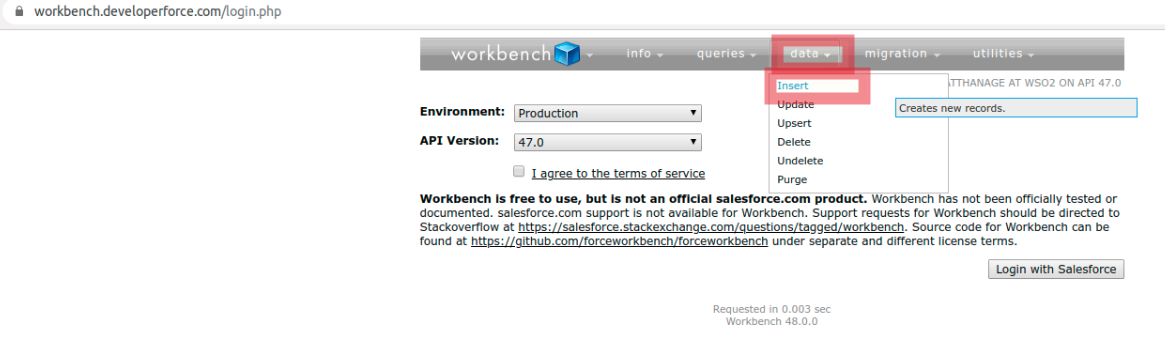 workbench.developerforce.com/login.php
workbench info queries data migration utilities
Insert
ATTHANAGE AT WSO2 ON API 47.0
Update
Creates new records.
Upsert
Delete
Undelete
Purge
Environment: Production
API Version: 47.0
I agree to the terms of service
Workbench is free to use, but is not an official salesforce.com product. Workbench has not been officially tested or
documented. salesforce.com support is not available for Workbench. Support requests for Workbench should be directed to
Stackoverflow at https://salesforce.stackexchange.com/questions/tagged/workbench. Source code for Workbench can be
found at https://github.com/forceworkbench/forceworkbench under separate and different license terms.
Login with Salesforce
Requested in 0.003 sec
Workbench 48.0.0